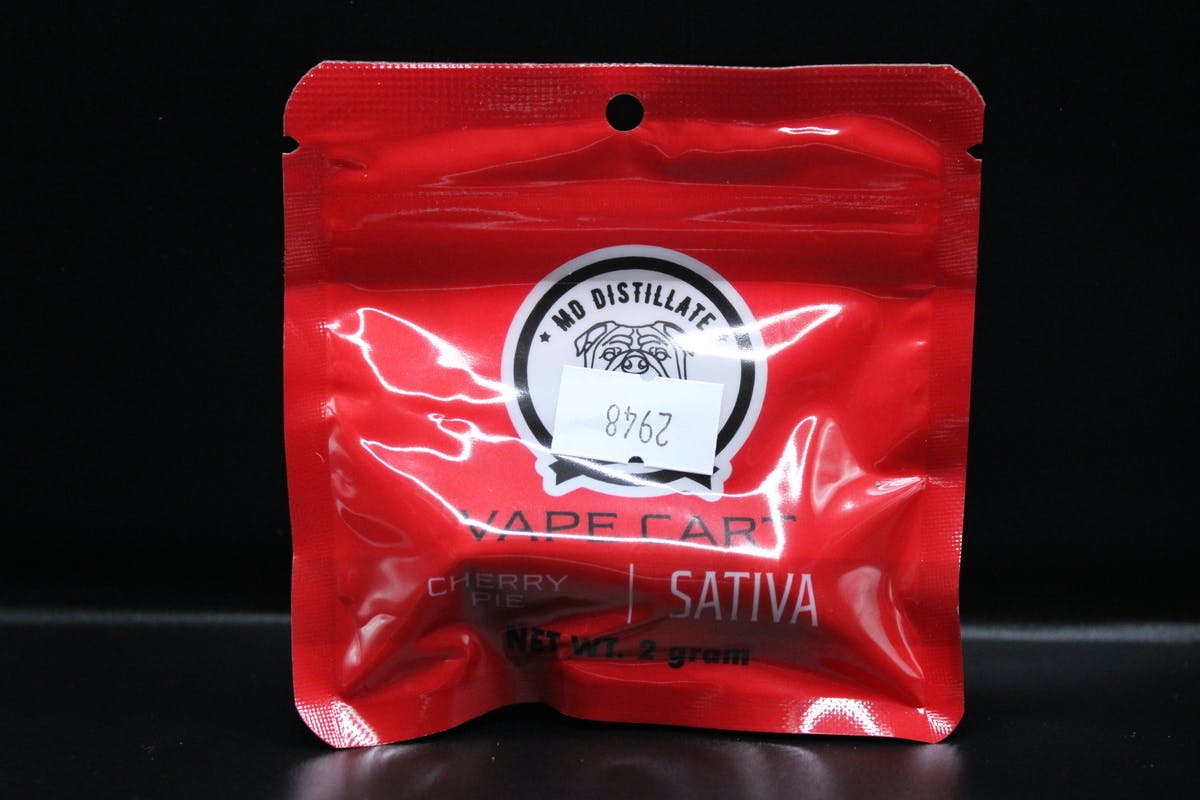 MD DISTILLATE
2948
VAPE CART
CHERRY PIE | SATIVA
NET WT. 2 gram